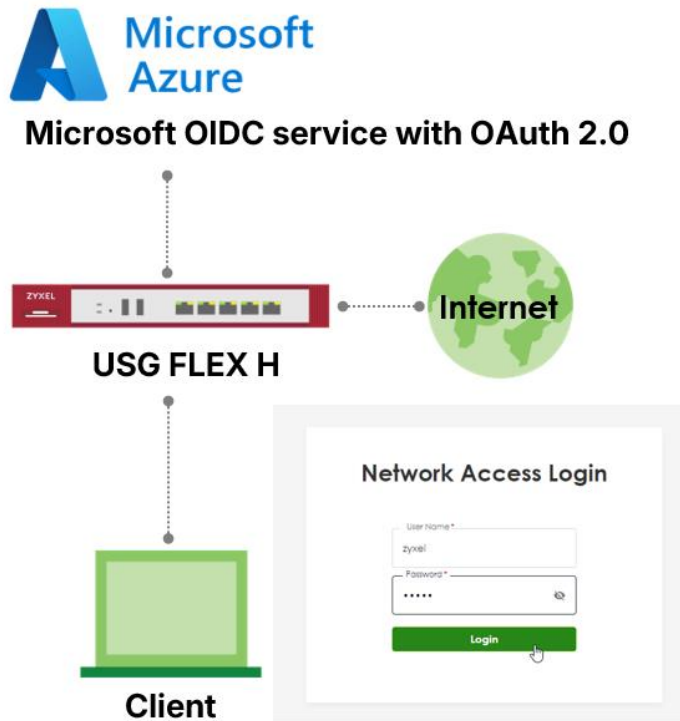 Microsoft
Azure
Microsoft OIDC service with OAuth 2.0
ZYXEL
Internet
USG FLEX H
Network Access Login
User Name *
zyxel
Password *
•••••
Login
Client